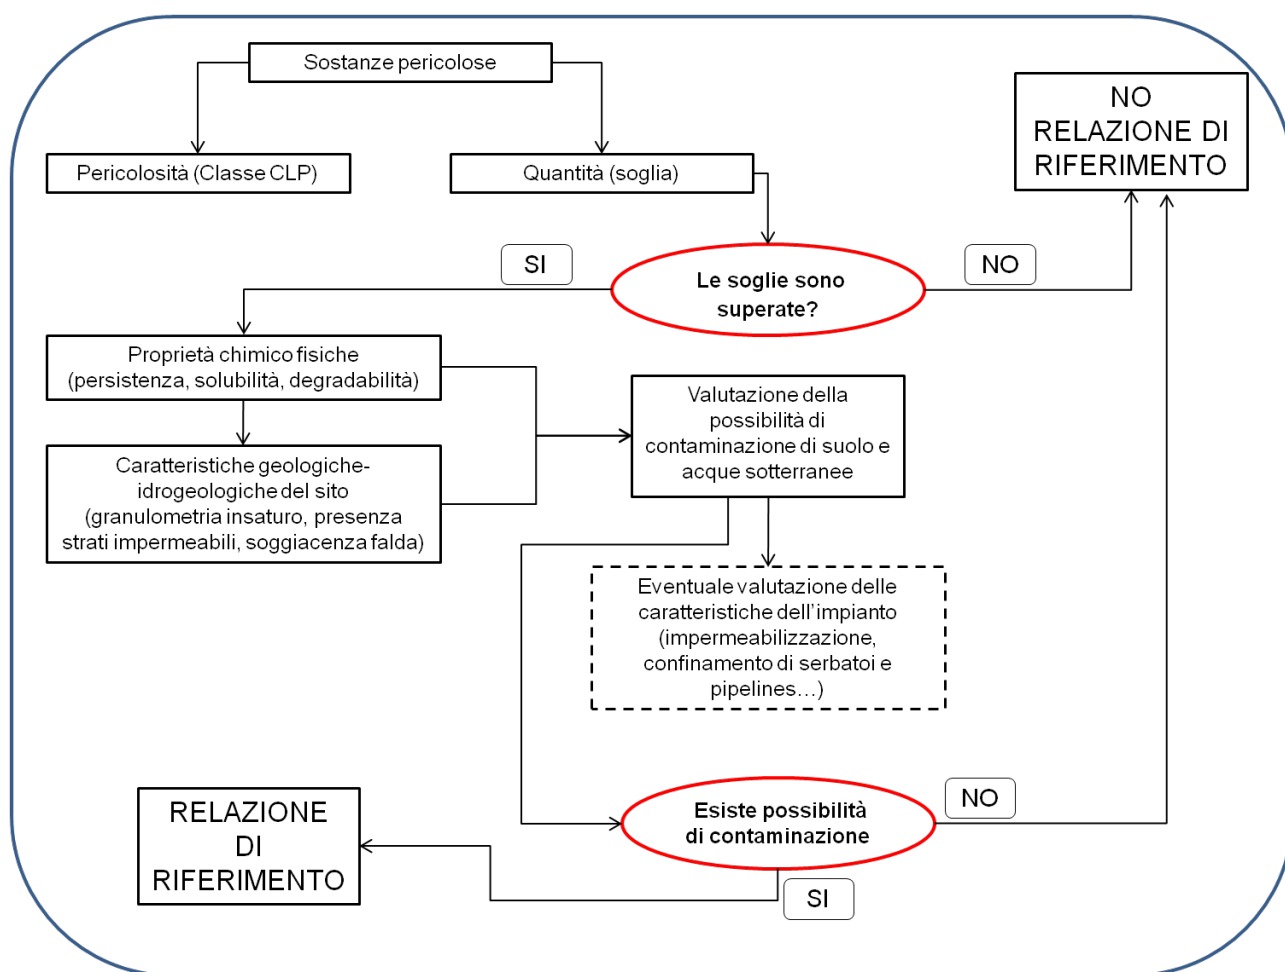 Sostanze pericolose
NO
RELAZIONE DI
RIFERIMENTO
Pericolosità (Classe CLP)
Quantità (soglia)
SI
Le soglie sono
superate?
NO
Proprietà chimico fisiche
(persistenza, solubilità, degradabilità)
Valutazione della
possibilità di
contaminazione di suolo e
acque sotterranee
Caratteristiche geologiche-
idrogeologiche del sito
(granulometria insaturo, presenza
strati impermeabili, soggiacenza falda)
Eventuale valutazione delle
caratteristiche dell’impianto
(impermeabilizzazione,
confinamento di serbatoi e
pipelines…)
Esiste possibilità
di contaminazione
NO
RELAZIONE
DI
RIFERIMENTO
SI